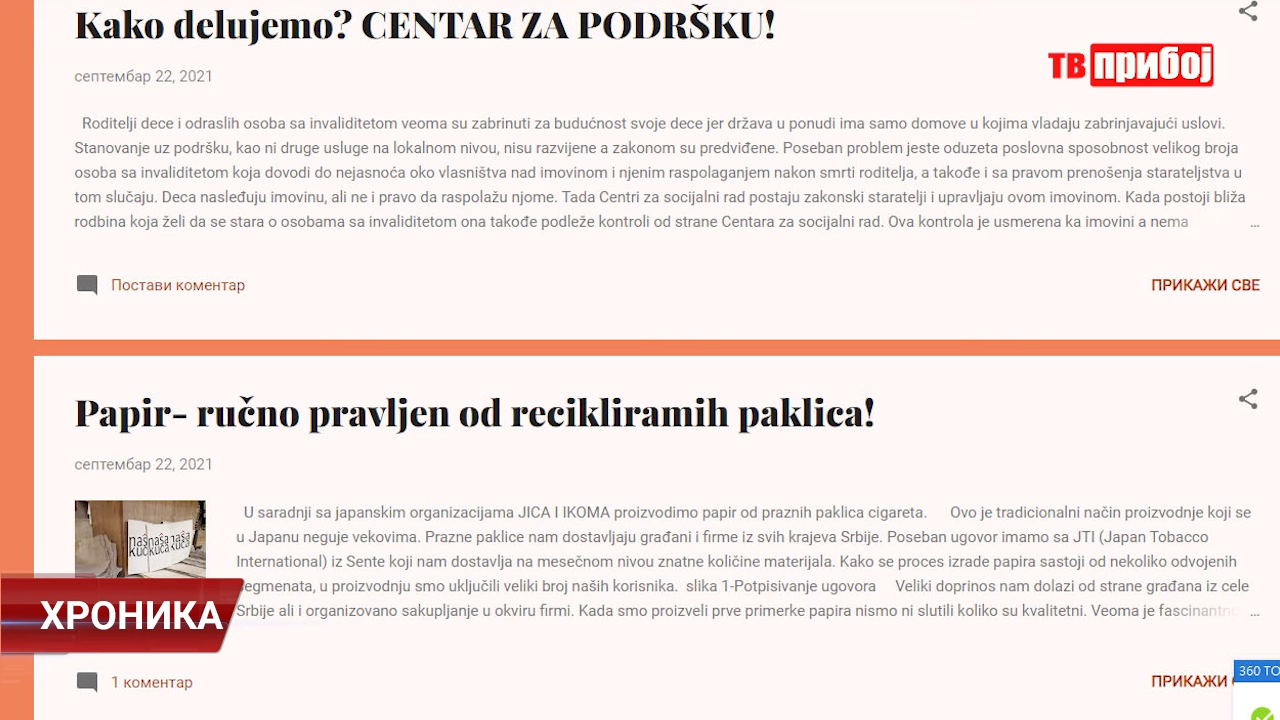 Kako delujemo? CENTAR ZA PODRŠKU!
тв прибој
септембар 22, 2021
Roditelji dece i odraslih osoba sa invaliditetom veoma su zabrinuti za budućnost svoje dece jer država u ponudi ima samo domove u kojima vladaju zabrinjavajući uslovi.
Stanovanje uz podršku, kao ni druge usluge na lokalnom nivou, nisu razvijene a zakonom su predviđene. Poseban problem jeste oduzeta poslovna sposobnost velikog broja
osoba sa invaliditetom koja dovodi do nejasnoća oko vlasništva nad imovinom i njenim raspolaganjem nakon smrti roditelja, a takođe i sa pravom prenošenja starateljstva u
tom slučaju. Deca nasleđuju imovinu, ali ne i pravo da raspolažu njome. Tada Centri za socijalni rad postaju zakonski staratelji i upravljaju ovom imovinom. Kada postoji bliža
rodbina koja želi da se stara o osobama sa invaliditetom ona takođe podleže kontroli od strane Centara za socijalni rad. Ova kontrola je usmerena ka imovini a nema ...
Постави коментар
ПРИКАЖИ СВЕ
Papir- ručno pravljen od recikliramih paklica!
септембар 22, 2021
U saradnji sa japanskim organizacijama JICA I IKOMA proizvodimo papir od praznih paklica cigareta. Ovo je tradicionalni način proizvodnje koji se
u Japanu neguje vekovima. Prazne paklice nam dostavljaju građani i firme iz svih krajeva Srbije. Poseban ugovor imamo sa JTI (Japan Tobacco
International) iz Sente koji nam dostavlja na mesečnom nivou znatne količine materijala. Kako se proces izrade papira sastoji od nekoliko odvojenih
segmenata, u proizvodnju smo uključili veliki broj naših korisnika. slika 1-Potpisivanje ugovora Veliki doprinos nam dolazi od strane građana iz cele
Srbije ali i organizovano sakupljanje u okviru firmi. Kada smo proizveli prve primerke papira nismo ni slutili koliko su kvalitetni. Veoma je fascinantno ...
ХРОНИКА
1 коментар
ПРИКАЖИ
360 TO